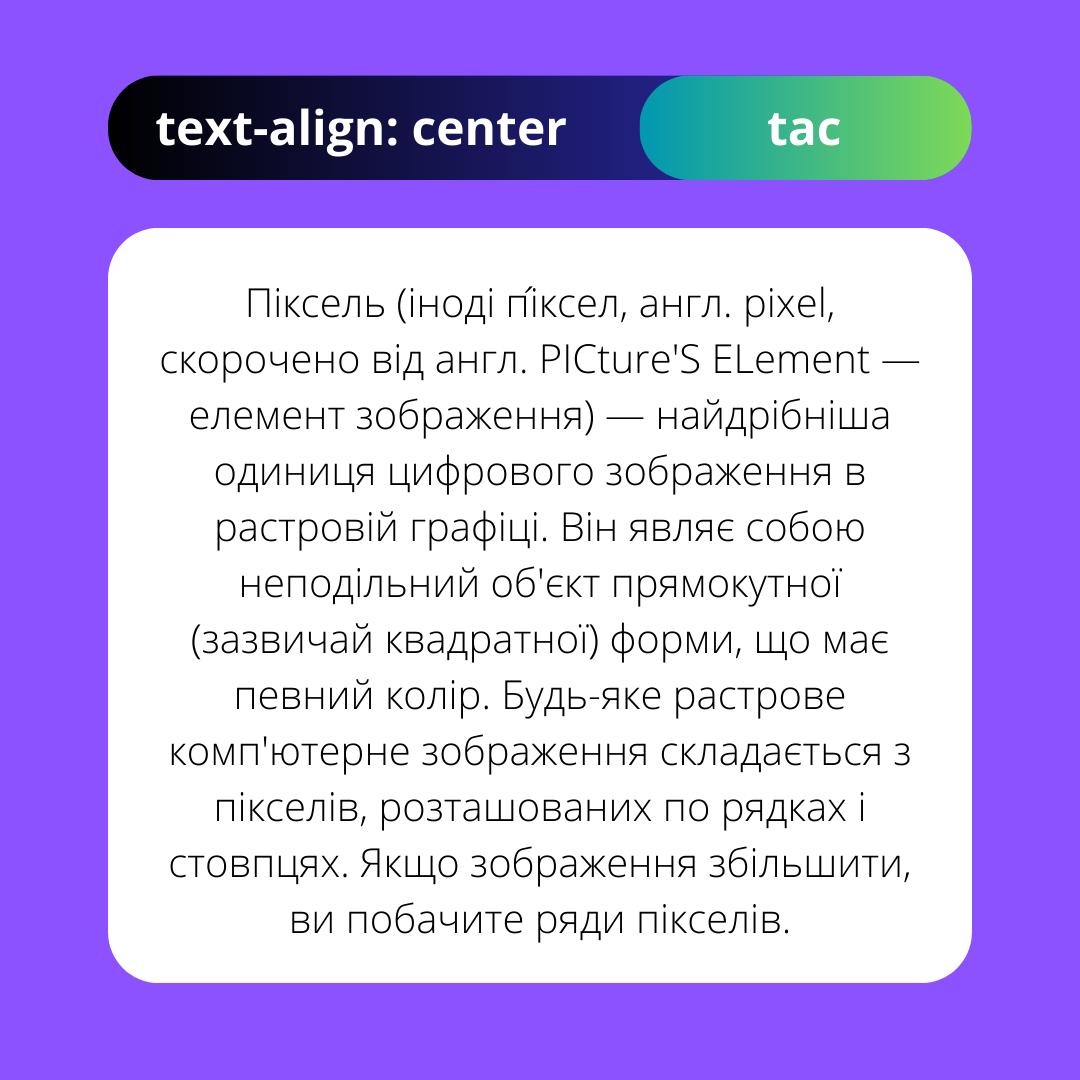 text-align: center tac
Піксель (іноді пі́ксел, англ. pixel,
скорочено від англ. PICture'S ELement —
елемент зображення) — найдрібніша
одиниця цифрового зображення в
растровій графіці. Він являє собою
неподільний об'єкт прямокутної
(зазвичай квадратної) форми, що має
певний колір. Будь-яке растрове
комп'ютерне зображення складається з
пікселів, розташованих по рядках і
стовпцях. Якщо зображення збільшити,
ви побачите ряди пікселів.